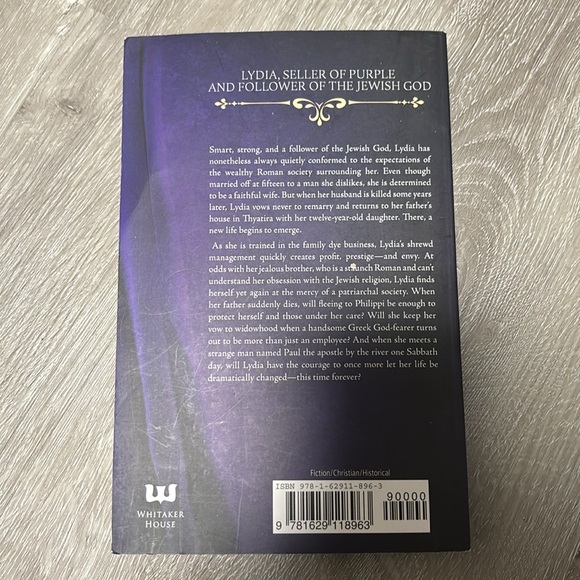 LYDIA, SELLER OF PURPLE
AND FOLLOWER OF THE JEWISH GOD
Smart, strong, and a follower of the Jewish God, Lydia has
nonetheless always quietly conformed to the expectations of
the wealthy Roman society surrounding her. Even though
married off at fifteen to a man she dislikes, she is determined
to be a faithful wife. But when her husband is killed some years
later, Lydia vows never to remarry and returns to her father's
house in Thyatira with her twelve-year-old daughter. There, a
new life begins to emerge.
As she is trained in the family dye business, Lydia's shrewd
management quickly creates profit, prestige—and envy. At
odds with her jealous brother, who is a staunch Roman and can't
understand her obsession with the Jewish religion, Lydia finds
herself yet again at the mercy of a patriarchal society. When
her father suddenly dies, will fleeing to Philippi be enough to
protect herself and those under her care? Will she keep her
vow to widowhood when a handsome Greek God-fearer turns
out to be more than just an employee? And when she meets a
strange man named Paul the apostle by the river one Sabbath
day, will Lydia have the courage to once more let her life be
dramatically changed—this time forever?
Fiction/Christian/Historical
ISBN 978-1-62911-896-3
90000
9 781629 118963
WHITAKER
HOUSE